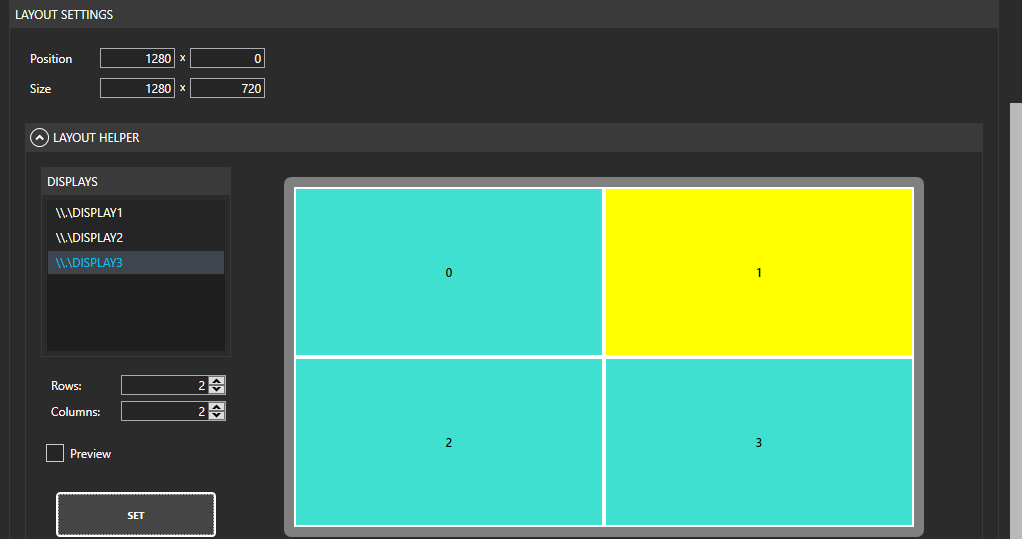 LAYOUT SETTINGS
Position 1280 x 0
Size 1280 x 720
LAYOUT HELPER
DISPLAYS
\\.\DISPLAY1
\\.\DISPLAY2
\\.\DISPLAY3
Rows: 2
Columns: 2
Preview
SET
0 1
2 3